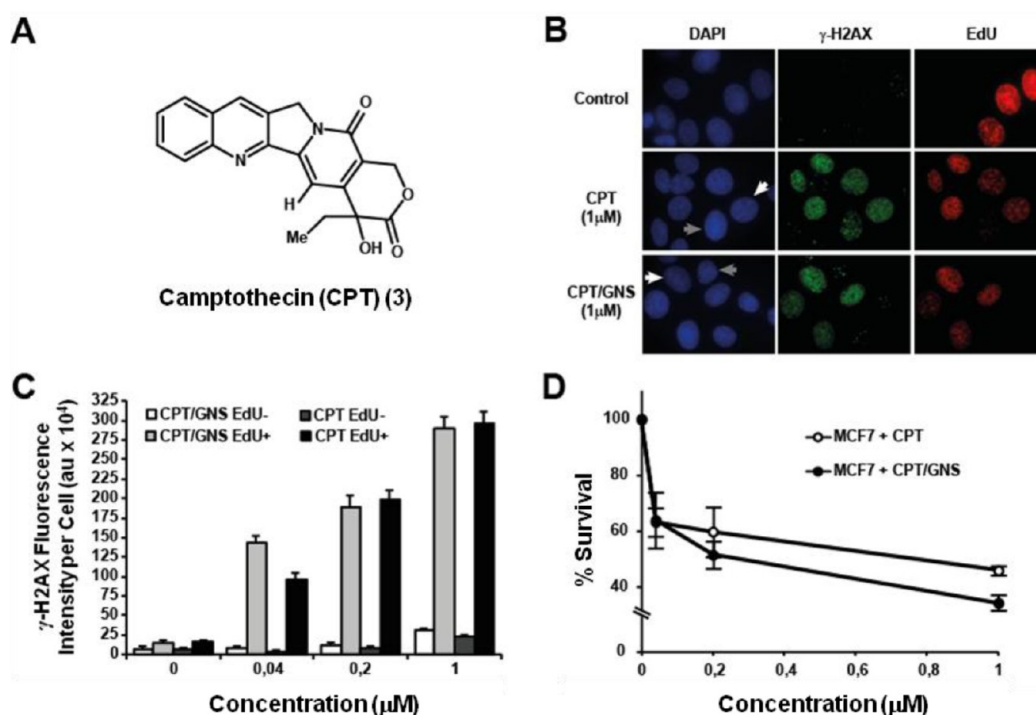 A
N
O
N
O
H
O
Me
OH
O
Camptothecin (CPT) (3)
B
DAPI γ-H2AX EdU
Control
CPT
(1μM)
CPT/GNS
(1μM)
C
γ-H2AX Fluorescence
Intensity per Cell (au x 10⁴)
325
300
275
250
225
200
175
150
125
100
75
50
25
0
CPT/GNS EdU- CPT EdU-
CPT/GNS EdU+ CPT EdU+
0 0,04 0,2 1
Concentration (μM)
D
% Survival
100
80
60
40
0
MCF7 + CPT
MCF7 + CPT/GNS
0 0,2 0,4 0,6 0,8 1
Concentration (μM)